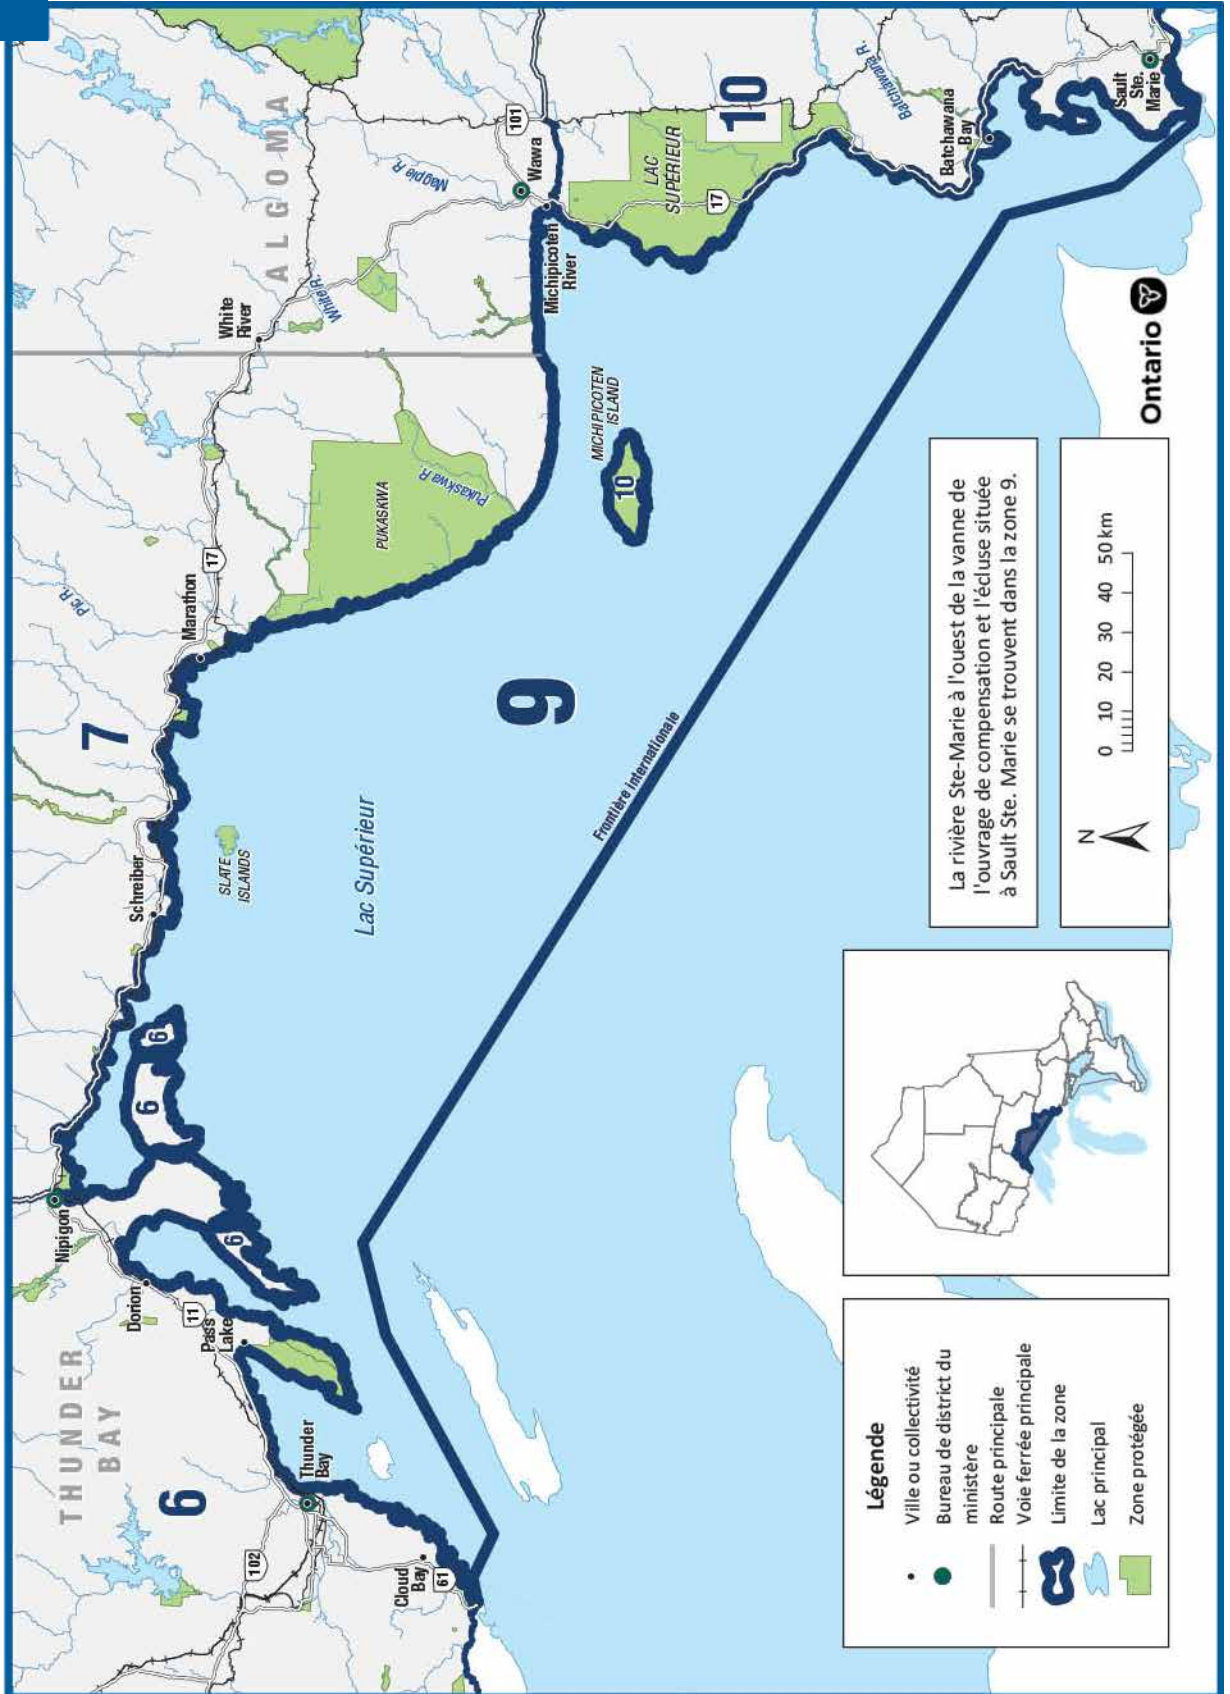 THUNDER
BAY
ALGOMA
6
7
9
10
10
6
6
6
Nipigon
Dorion
11
Pass
Lake
Thunder
Bay
102
Cloud
Bay
61
Schreiber
SLATE
ISLANDS
Lac Supérieur
Marathon
17
Pic R.
PUKASKWA
Pukaskwa R.
White
River
White R.
Magpie R.
101
Wawa
Michipicoten
River
MICHIPICOTEN
ISLAND
LAC
SUPÉRIEUR
17
Batchawana R.
Batchawana
Bay
Sault
Ste.
Marie
Frontière internationale
Légende
Ville ou collectivité
Bureau de district du
ministère
Route principale
Voie ferrée principale
Limite de la zone
Lac principal
Zone protégée
La rivière Ste-Marie à l'ouest de la vanne de
l'ouvrage de compensation et l'écluse située
à Sault Ste. Marie se trouvent dans la zone 9.
N
0 10 20 30 40 50 km
Ontario